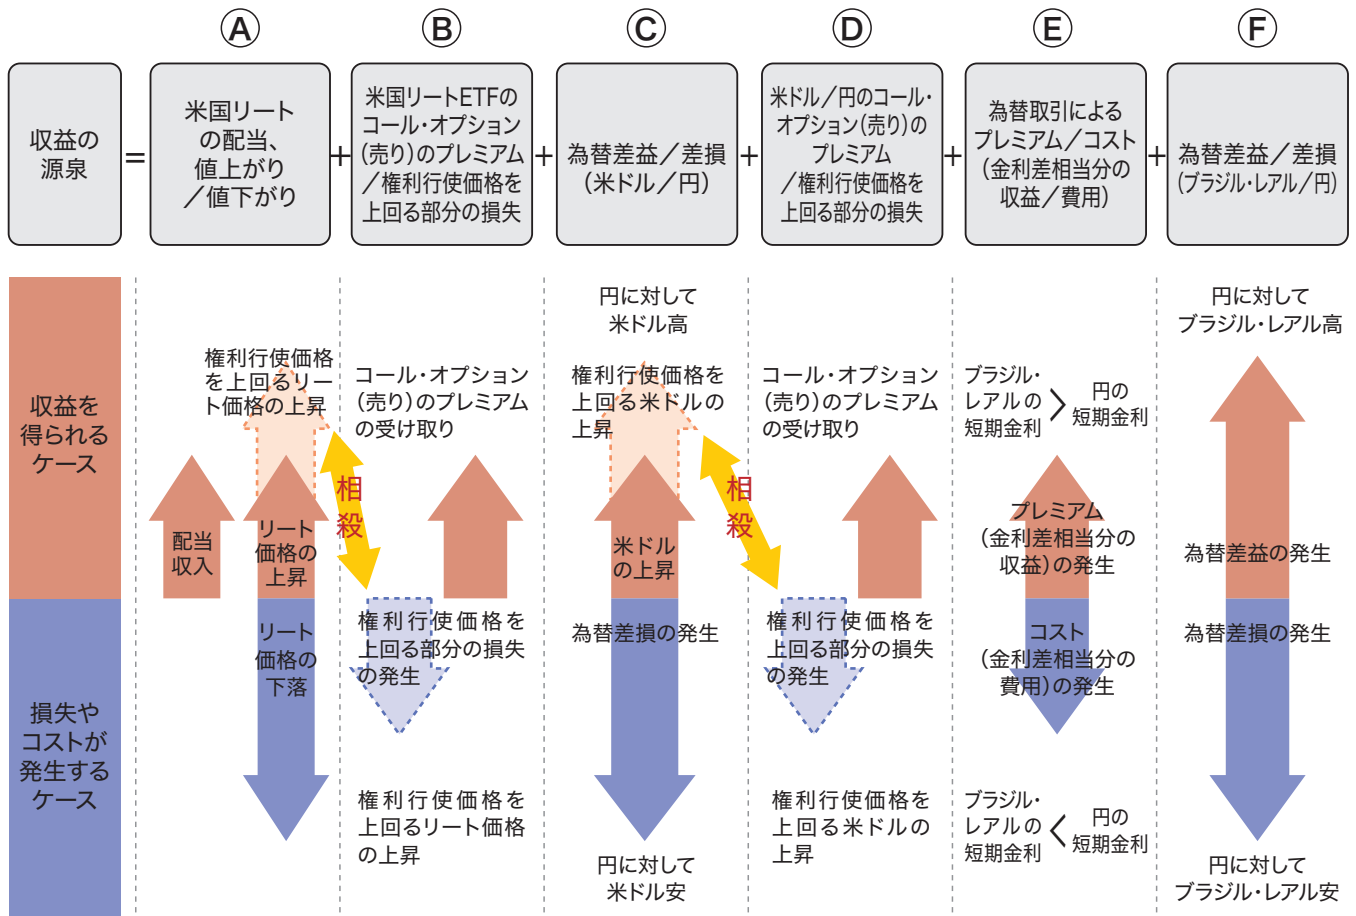 Ⓐ
Ⓑ
Ⓒ
Ⓓ
Ⓔ
Ⓕ
収益の
源泉
=
米国リート
の配当、
値上がり
／値下がり
+
米国リートETFの
コール・オプション
(売り)のプレミアム
／権利行使価格を
上回る部分の損失
+
為替差益／差損
(米ドル／円)
+
米ドル／円のコール・
オプション(売り)の
プレミアム
／権利行使価格を
上回る部分の損失
+
為替取引による
プレミアム／コスト
(金利差相当分の
収益／費用)
+
為替差益／差損
(ブラジル・レアル／円)
収益を
得られる
ケース
損失や
コストが
発生する
ケース
権利行使価格
を上回るリー
ト価格の上昇
配当
収入
リート
価格の
上昇
リート
価格の
下落
相
殺
コール・オプション
(売り)のプレミアム
の受け取り
権利行使価格を
上回る部分の損失
の発生
権利行使価格を
上回るリート価格
の上昇
円に対して
米ドル高
権利行使価格を
上回る米ドルの
上昇
米ドル
の上昇
為替差損の発生
円に対して
米ドル安
相
殺
コール・オプション
(売り)のプレミアム
の受け取り
権利行使価格を
上回る部分の損失
の発生
権利行使価格を
上回る米ドルの
上昇
ブラジル・
レアルの
短期金利
>
円の
短期金利
プレミアム
(金利差相当分の
収益)の発生
コスト
(金利差相当分の
費用)の発生
ブラジル・
レアルの
短期金利
<
円の
短期金利
円に対して
ブラジル・レアル高
為替差益の発生
為替差損の発生
円に対して
ブラジル・レアル安